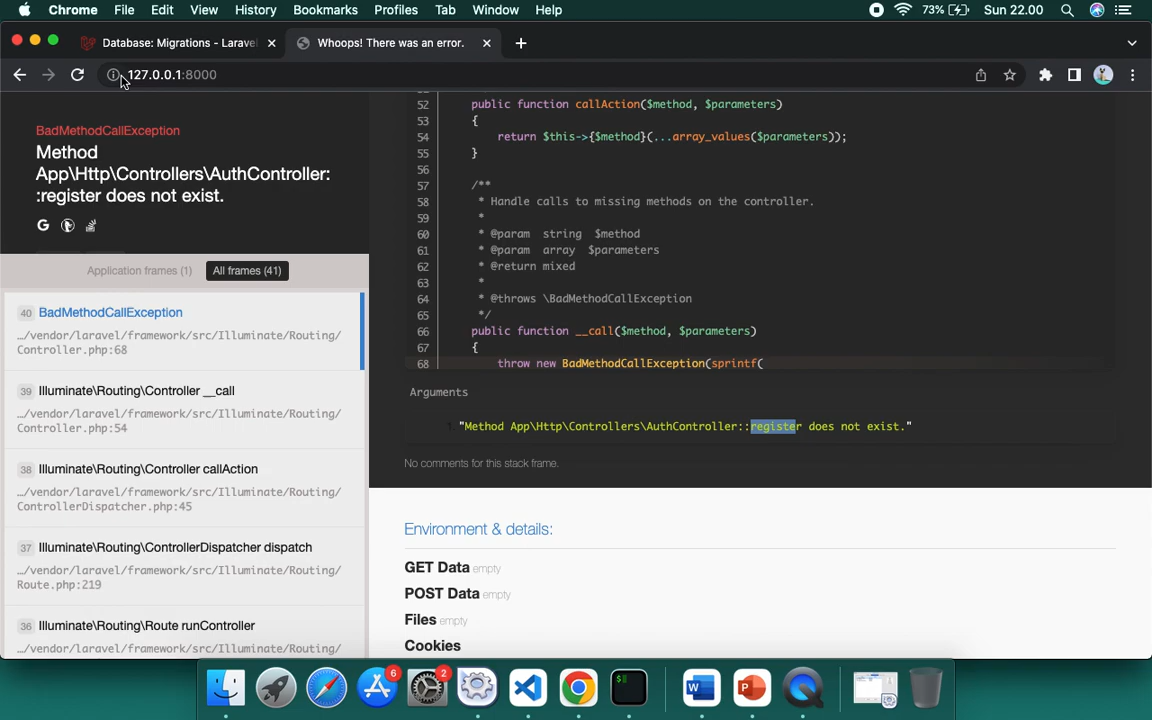 Chrome File Edit View History Bookmarks Profiles Tab Window Help 73% Sun 22.00
Database: Migrations - Larave
Whoops! There was an error.
127.0.0.1:8000
BadMethodCallException
Method
App\Http\Controllers\AuthController:
:register does not exist.
Application frames (1) All frames (41)
40 BadMethodCallException
…/vendor/laravel/framework/src/Illuminate/Routing/
Controller.php:68
39 Illuminate\Routing\Controller __call
…/vendor/laravel/framework/src/Illuminate/Routing/
Controller.php:54
38 Illuminate\Routing\Controller callAction
…/vendor/laravel/framework/src/Illuminate/Routing/
ControllerDispatcher.php:45
37 Illuminate\Routing\ControllerDispatcher dispatch
…/vendor/laravel/framework/src/Illuminate/Routing/
Route.php:219
36 Illuminate\Routing\Route runController
…/vendor/laravel/framework/src/Illuminate/Routing/
52 public function callAction($method, $parameters)
53 {
54 return $this->{$method}(...array_values($parameters));
55 }
56
57 /**
58 * Handle calls to missing methods on the controller.
59 *
60 * @param string $method
61 * @param array $parameters
62 * @return mixed
63 *
64 * @throws \BadMethodCallException
65 */
66 public function __call($method, $parameters)
67 {
68 throw new BadMethodCallException(sprintf(
Arguments
"Method App\Http\Controllers\AuthController::register does not exist."
No comments for this stack frame.
Environment & details:
GET Data empty
POST Data empty
Files empty
Cookies
6
2